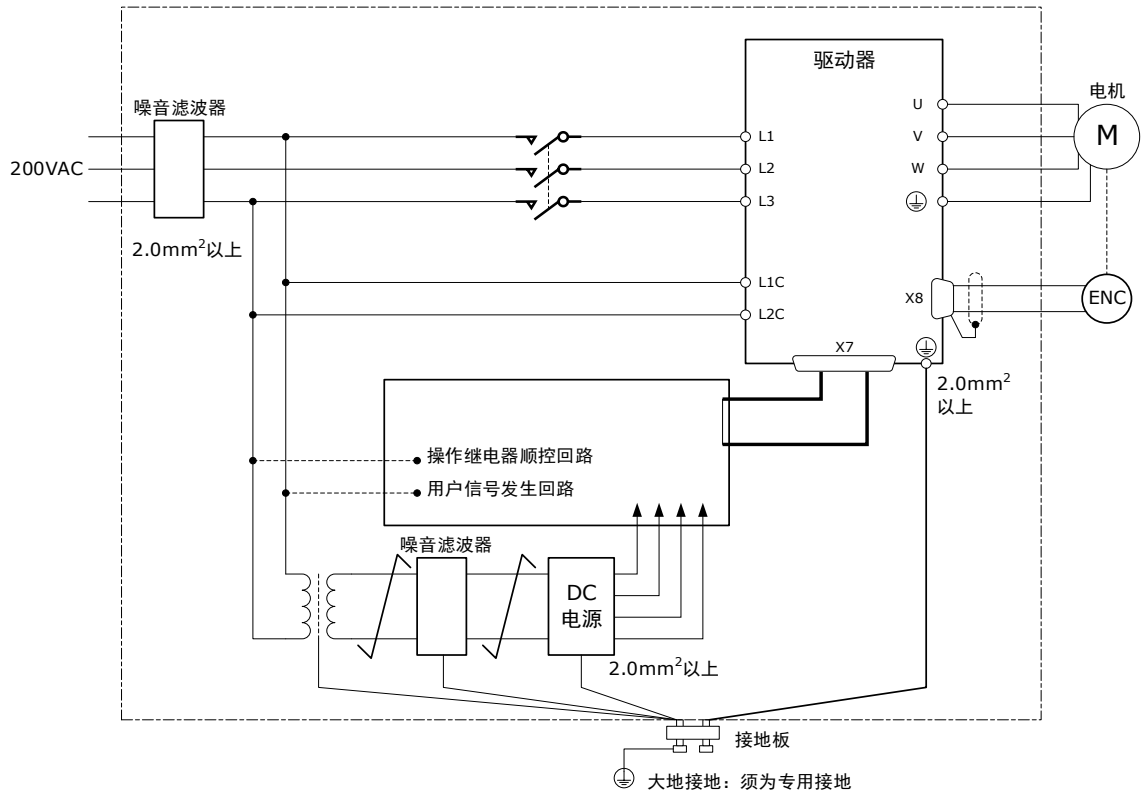 驱动器
电机
噪音滤波器
U
L1
V
M
200VAC
L2
W
L3
2.0mm²以上
L1C
X8
ENC
L2C
X7
2.0mm²
以上
操作继电器顺控回路
用户信号发生回路
噪音滤波器
DC
电源
2.0mm²以上
接地板
大地接地：须为专用接地